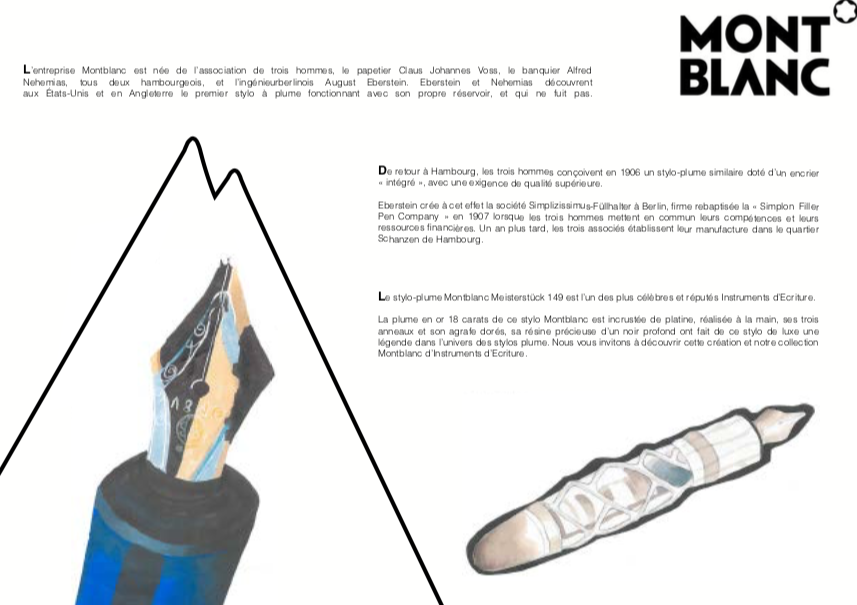 MONT
BLANC
L'entreprise Montblanc est née de l'association de trois hommes, le papetier Claus Johannes Voss, le banquier Alfred
Nehemias, tous deux hambourgeois, et l'ingénieurberlinois August Eberstein. Eberstein et Nehemias découvrent
aux États-Unis et en Angleterre le premier stylo à plume fonctionnant avec son propre réservoir, et qui ne fuit pas.
De retour à Hambourg, les trois hommes conçoivent en 1906 un stylo-plume similaire doté d'un encrier
« intégré », avec une exigence de qualité supérieure.
Eberstein crée à cet effet la société Simplizissimus-Füllhalter à Berlin, firme rebaptisée la « Simplon Filler
Pen Company » en 1907 lorsque les trois hommes mettent en commun leurs compétences et leurs
ressources financières. Un an plus tard, les trois associés établissent leur manufacture dans le quartier
Schanzen de Hambourg.
Le stylo-plume Montblanc Meisterstück 149 est l'un des plus célèbres et réputés Instruments d'Ecriture.
La plume en or 18 carats de ce stylo Montblanc est incrustée de platine, réalisée à la main, ses trois
anneaux et son agrafe dorés, sa résine précieuse d'un noir profond ont fait de ce stylo de luxe une
légende dans l'univers des stylos plume. Nous vous invitons à découvrir cette création et notre collection
Montblanc d'Instruments d'Ecriture.